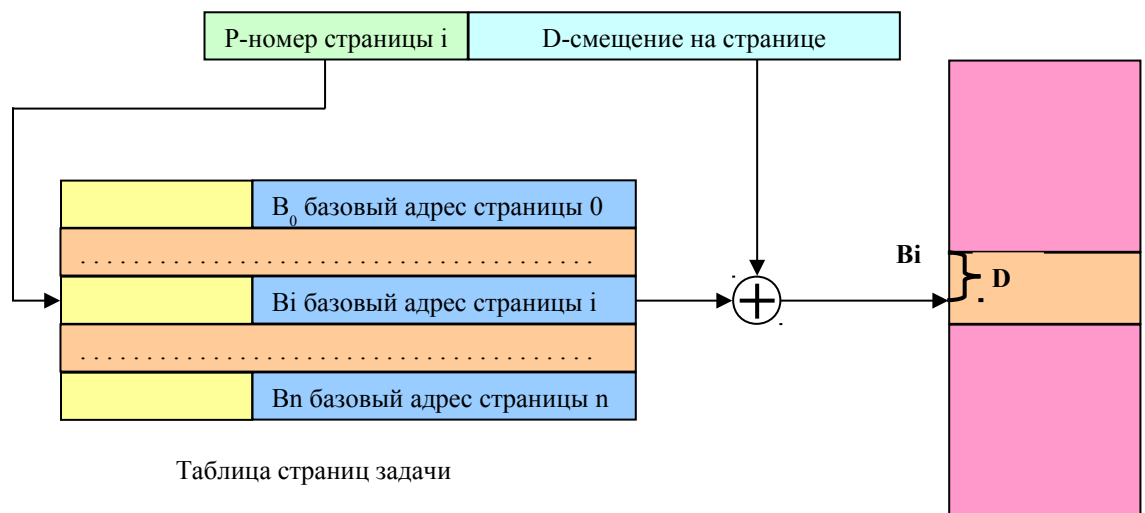 P-номер страницы i
D-смещение на странице
B0 базовый адрес страницы 0
. . . . . . . . . . . . . . . . . . . . . . . . . . . . . . . . . . . . . . .
Bi
D
Bi базовый адрес страницы i
. . . . . . . . . . . . . . . . . . . . . . . . . . . . . . . . . . . . . . .
Bn базовый адрес страницы n
Таблица страниц задачи